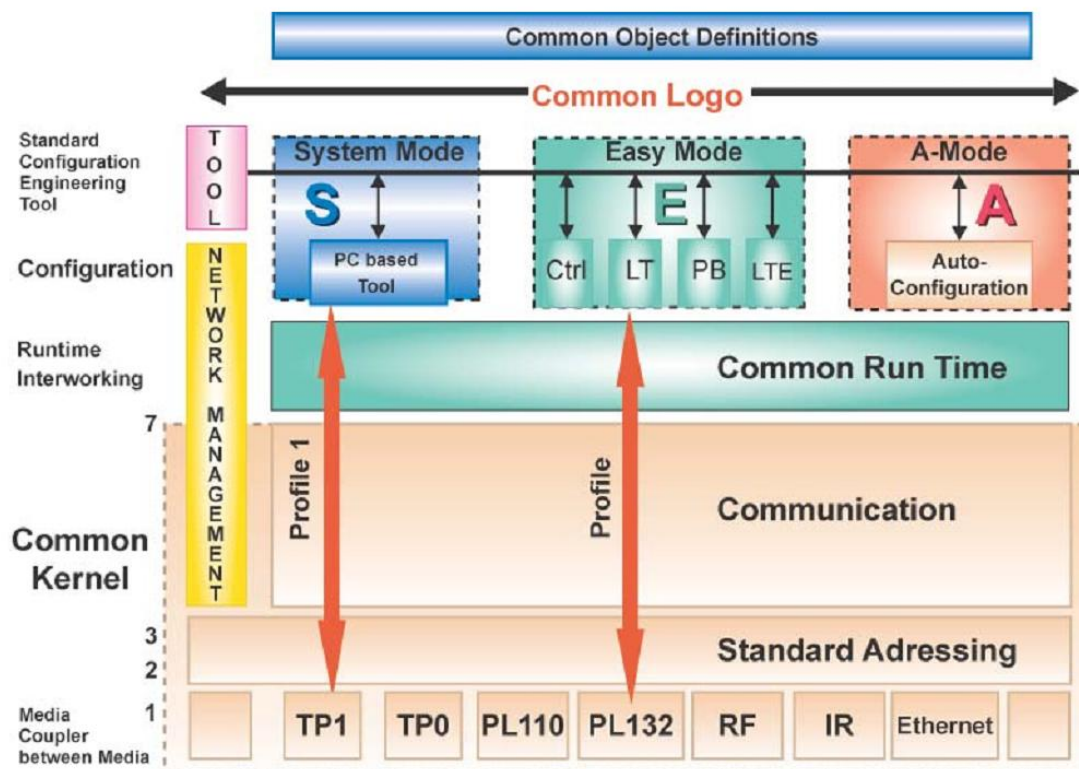 Common Object Definitions
Common Logo
Standard
Configuration
Engineering
Tool
TOOL
System Mode
Easy Mode
A-Mode
S
E
A
Configuration
NETWORK MANAGEMENT
PC based
Tool
Ctrl
LT
PB
LTE
Auto-
Configuration
Runtime
Interworking
Common Run Time
7
Profile 1
Profile
Communication
Common
Kernel
3
2
Standard Adressing
1
Media
Coupler
between Media
TP1
TP0
PL110
PL132
RF
IR
Ethernet